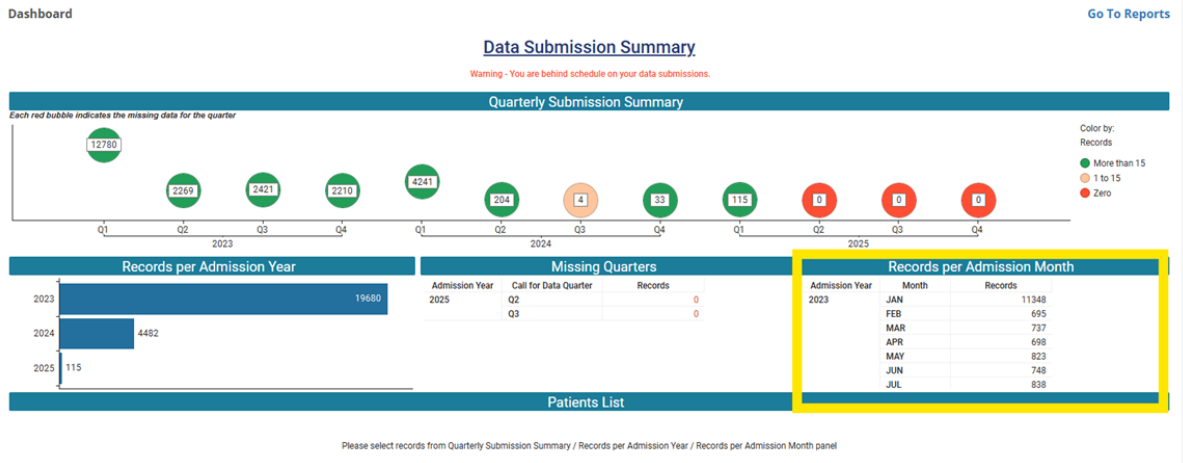 Dashboard
Go To Reports
Data Submission Summary
Warning - You are behind schedule on your data submissions.
Quarterly Submission Summary
Each red bubble indicates the missing data for the quarter
12780
2269
2421
2210
4241
204
4
33
115
0
0
0
Q1 Q2 Q3 Q4 Q1 Q2 Q3 Q4 Q1 Q2 Q3 Q4
2023 2024 2025
Color by:
Records
More than 15
1 to 15
Zero
Records per Admission Year
2023 19680
2024 4482
2025 115
Missing Quarters
Admission Year Call for Data Quarter Records
2025 Q2 0
Q3 0
Records per Admission Month
Admission Year Month Records
2023 JAN 11348
FEB 695
MAR 737
APR 698
MAY 823
JUN 748
JUL 838
Patients List
Please select records from Quarterly Submission Summary / Records per Admission Year / Records per Admission Month panel